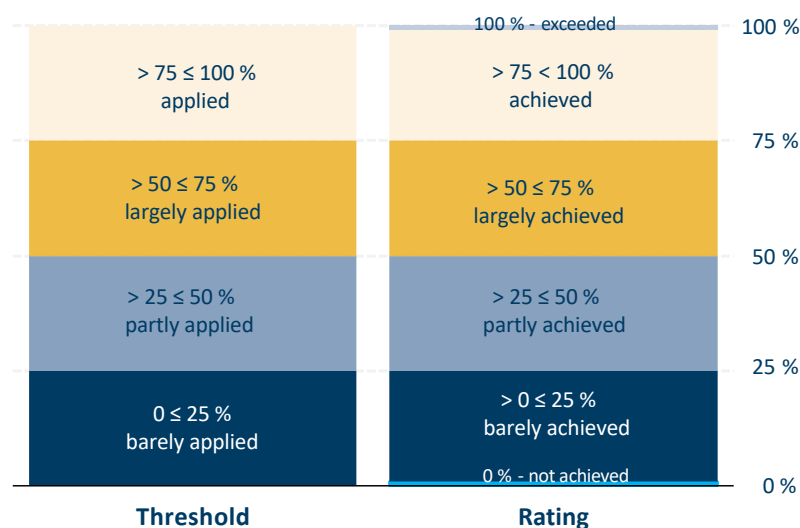 100 % - exceeded
100 %
> 75 ≤ 100 %
applied
> 75 < 100 %
achieved
75 %
> 50 ≤ 75 %
largely applied
> 50 ≤ 75 %
largely achieved
50 %
> 25 ≤ 50 %
partly applied
> 25 ≤ 50 %
partly achieved
25 %
0 ≤ 25 %
barely applied
> 0 ≤ 25 %
barely achieved
0 % - not achieved
0 %
Threshold
Rating